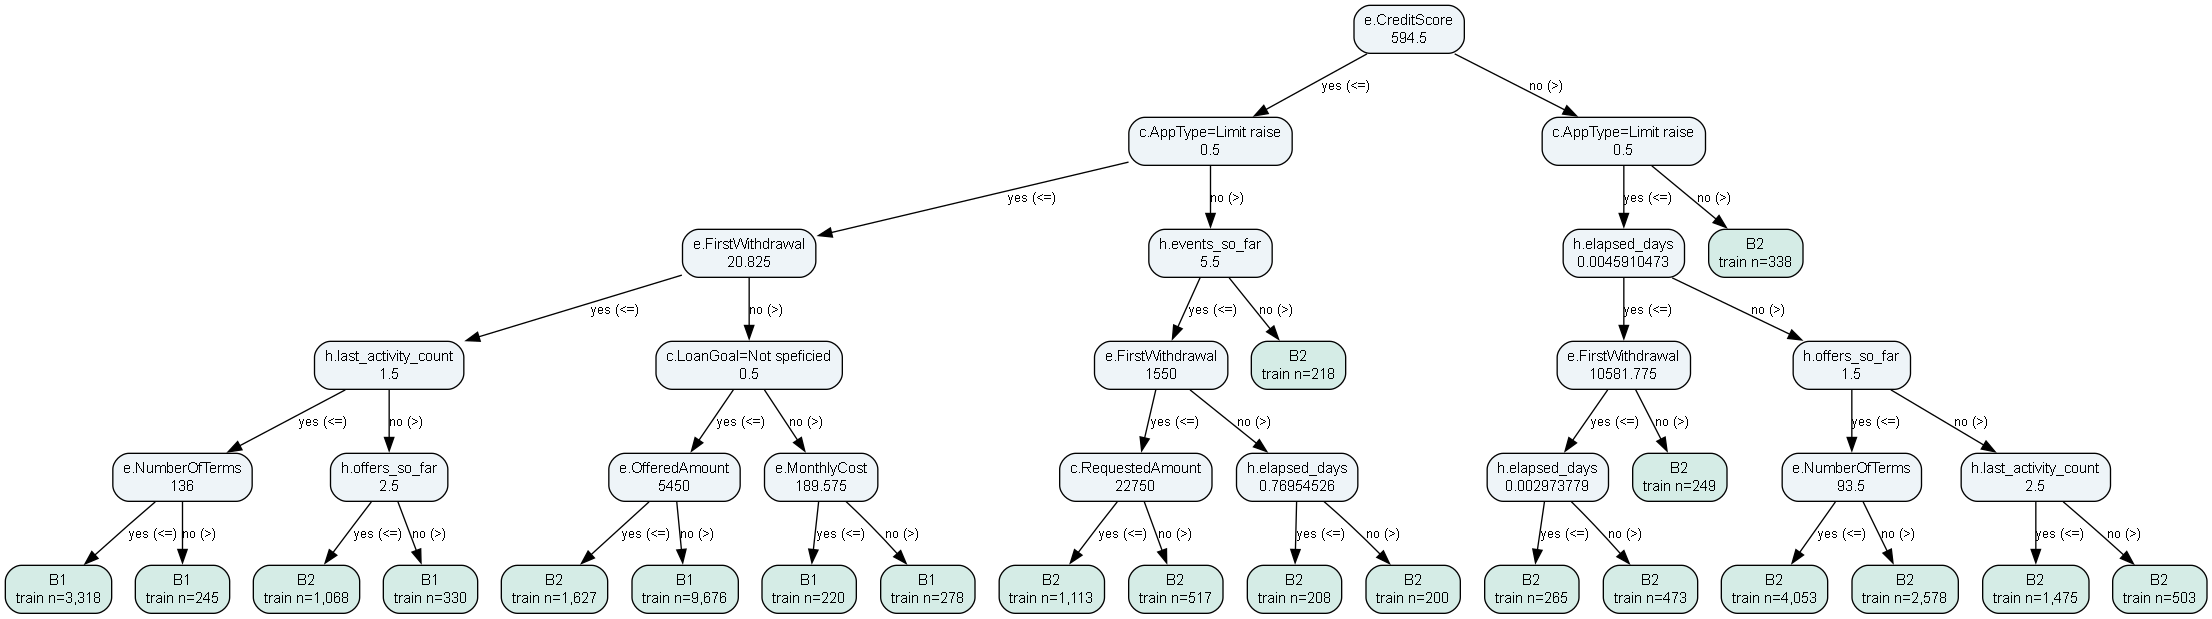 e.CreditScore
594.5
yes (<=)
no (>)
c.AppType=Limit raise
0.5
c.AppType=Limit raise
0.5
yes (<=)
no (>)
yes (<=)
no (>)
e.FirstWithdrawal
20.825
h.events_so_far
5.5
h.elapsed_days
0.0045910473
B2
train n=338
yes (<=)
no (>)
yes (<=)
no (>)
yes (<=)
no (>)
h.last_activity_count
1.5
c.LoanGoal=Not speficied
0.5
e.FirstWithdrawal
1550
B2
train n=218
e.FirstWithdrawal
10581.775
h.offers_so_far
1.5
yes (<=)
no (>)
yes (<=)
no (>)
yes (<=)
no (>)
yes (<=)
no (>)
yes (<=)
no (>)
e.NumberOfTerms
136
h.offers_so_far
2.5
e.OfferedAmount
5450
e.MonthlyCost
189.575
c.RequestedAmount
22750
h.elapsed_days
0.76954526
h.elapsed_days
0.002973779
B2
train n=249
e.NumberOfTerms
93.5
h.last_activity_count
2.5
yes (<=)
no (>)
yes (<=)
no (>)
yes (<=)
no (>)
yes (<=)
no (>)
yes (<=)
no (>)
yes (<=)
no (>)
yes (<=)
no (>)
yes (<=)
no (>)
yes (<=)
no (>)
B1
train n=3,318
B1
train n=245
B2
train n=1,068
B1
train n=330
B2
train n=1,627
B1
train n=9,676
B1
train n=220
B1
train n=278
B2
train n=1,113
B2
train n=517
B2
train n=208
B2
train n=200
B2
train n=265
B2
train n=473
B2
train n=4,053
B2
train n=2,578
B2
train n=1,475
B2
train n=503